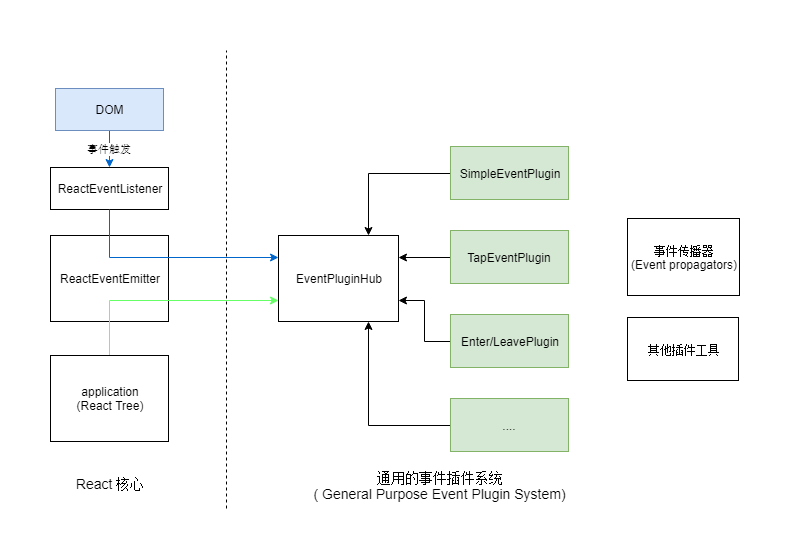 DOM
事件触发
ReactEventListener
ReactEventEmitter
application
(React Tree)
React 核心
EventPluginHub
SimpleEventPlugin
TapEventPlugin
Enter/LeavePlugin
....
通用的事件插件系统
( General Purpose Event Plugin System)
事件传播器
(Event propagators)
其他插件工具